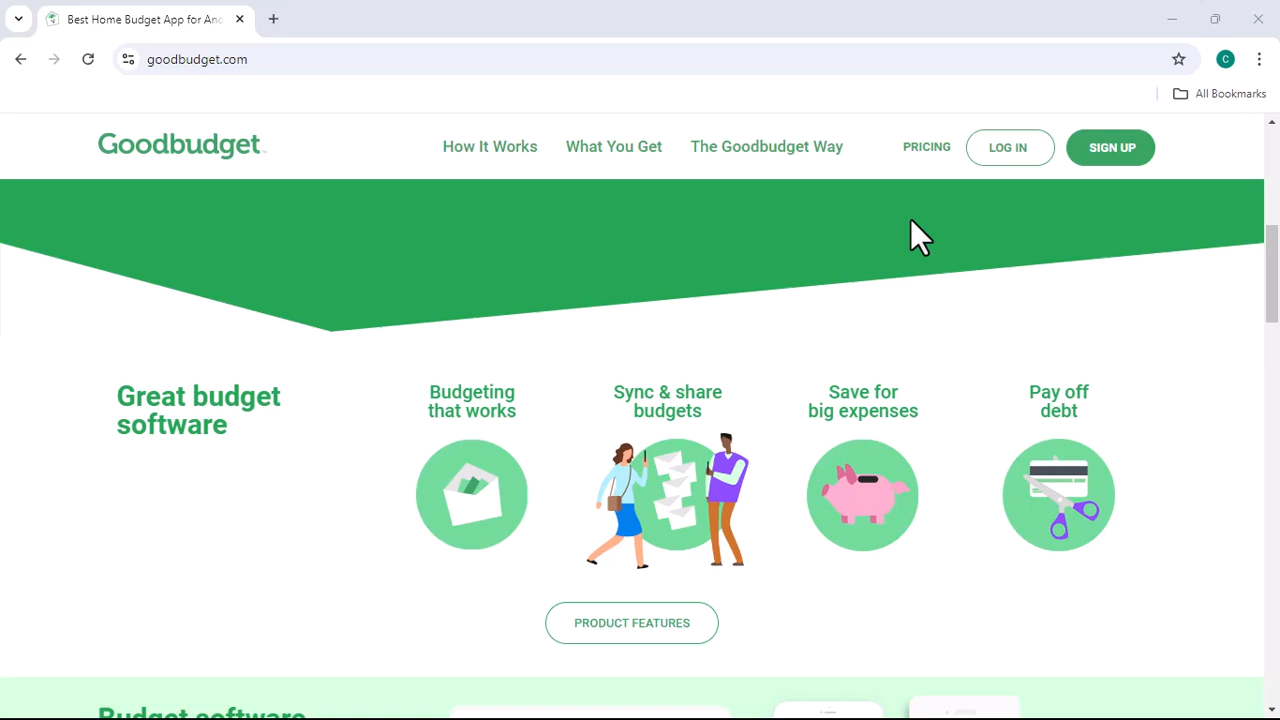 Best Home Budget App for And
goodbudget.com
C
All Bookmarks
Goodbudget
How It Works
What You Get
The Goodbudget Way
PRICING
LOG IN
SIGN UP
Great budget
software
Budgeting
that works
Sync & share
budgets
Save for
big expenses
Pay off
debt
PRODUCT FEATURES
Budget software